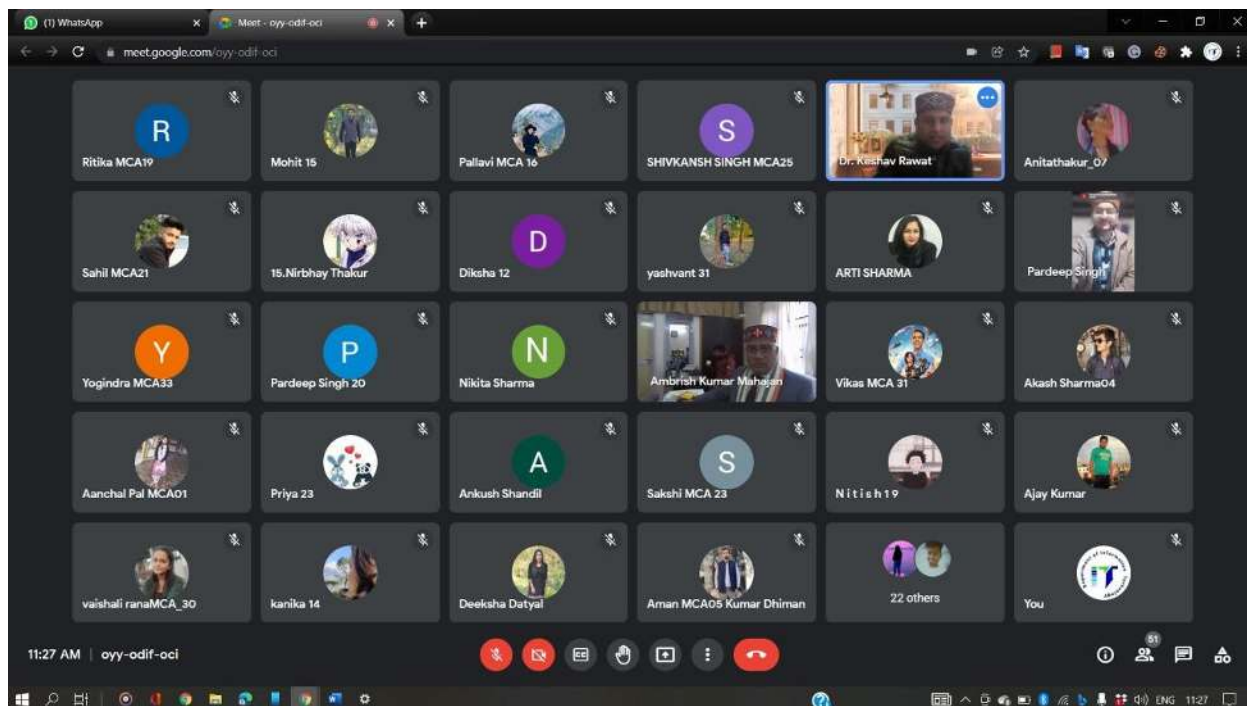 (1) WhatsApp
Meet - oyy-odif-oci
meet.google.com/oyy-odif-oci
R
Ritika MCA19
Mohit 15
Pallavi MCA 16
S
SHIVKANSH SINGH MCA25
Dr. Keshav Rawat
Anitathakur_07
Sahil MCA21
15.Nirbhay Thakur
D
Diksha 12
yashvant 31
ARTI SHARMA
Pardeep Singh
Y
Yogindra MCA33
P
Pardeep Singh 20
N
Nikita Sharma
Ambrish Kumar Mahajan
Vikas MCA 31
Akash Sharma04
Aanchal Pal MCA01
Priya 23
A
Ankush Shandil
S
Sakshi MCA 23
Nitish19
Ajay Kumar
vaishali ranaMCA_30
kanika 14
Deeksha Datyal
Aman MCA05 Kumar Dhiman
22 others
IT
You
11:27 AM | oyy-odif-oci
CC
51
ENG 11:27